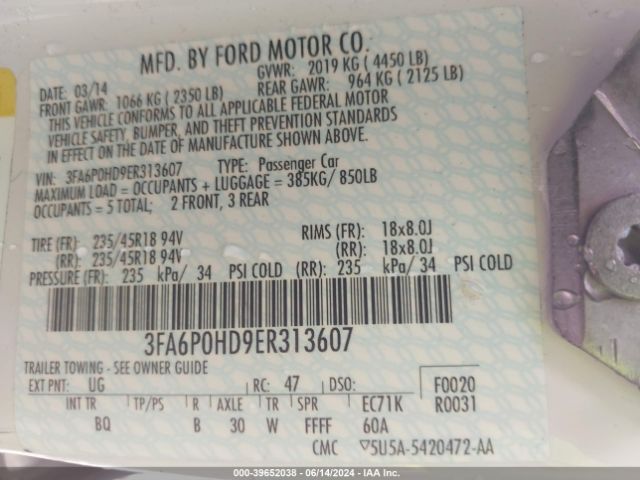 MFD. BY FORD MOTOR CO.
DATE: 03/14 GVWR: 2019 KG ( 4450 LB)
FRONT GAWR: 1066 KG ( 2350 LB) REAR GAWR: 964 KG ( 2125 LB)
THIS VEHICLE CONFORMS TO ALL APPLICABLE FEDERAL MOTOR
VEHICLE SAFETY, BUMPER, AND THEFT PREVENTION STANDARDS
IN EFFECT ON THE DATE OF MANUFACTURE SHOWN ABOVE.
VIN: 3FA6P0HD9ER313607 TYPE: Passenger Car
MAXIMUM LOAD = OCCUPANTS + LUGGAGE = 385KG/ 850LB
OCCUPANTS = 5 TOTAL; 2 FRONT, 3 REAR
TIRE (FR): 235/45R18 94V RIMS (FR): 18x8.0J
(RR): 235/45R18 94V (RR): 18x8.0J
PRESSURE (FR): 235 kPa/ 34 PSI COLD (RR): 235 kPa/ 34 PSI COLD
3FA6P0HD9ER313607
TRAILER TOWING - SEE OWNER GUIDE
EXT PNT: UG RC: 47 DSO: F0020
INT TR TP/PS R AXLE TR SPR EC71K R0031
BQ B 30 W FFFF 60A
CMC ▽5U5A-5420472-AA
000-39652038 - 06/14/2024 - IAA Inc.